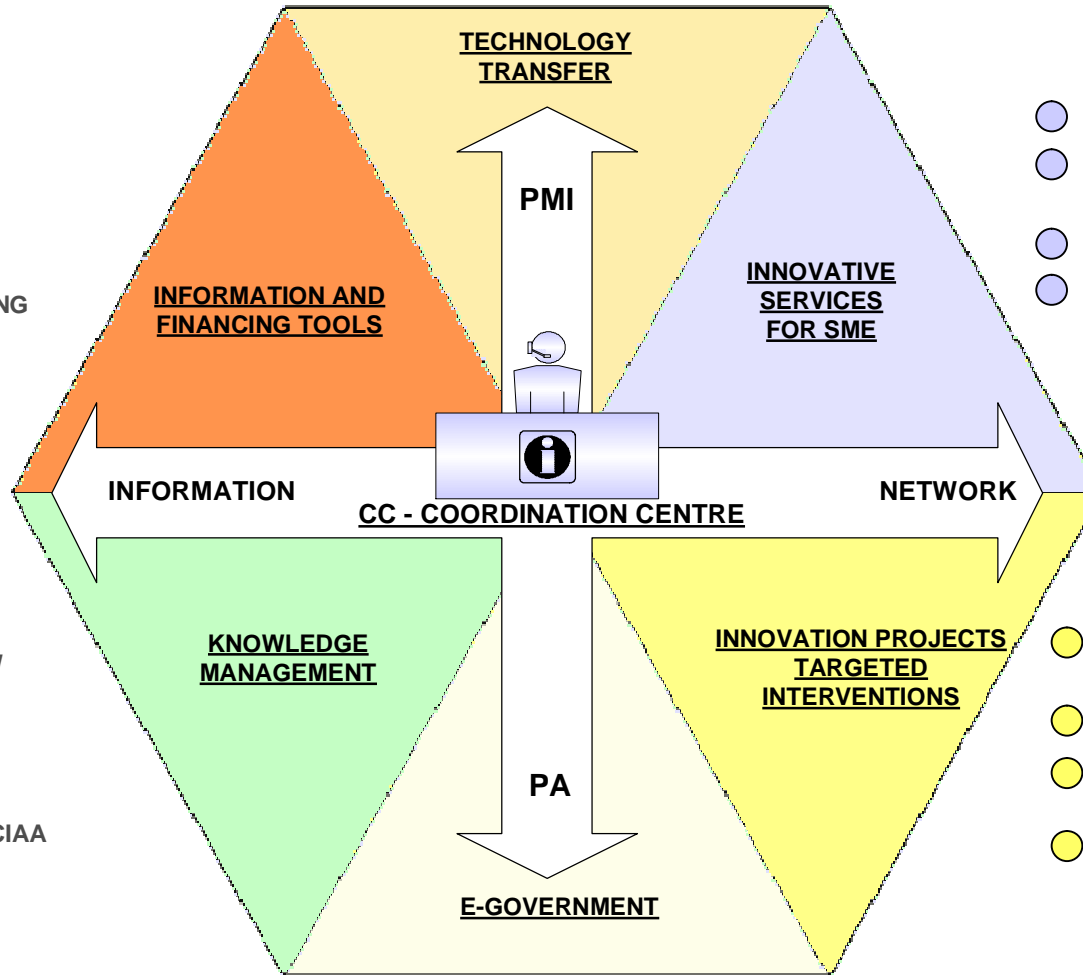 TECHNOLOGY
TRANSFER
PMI
INFORMATION AND
FINANCING TOOLS
INNOVATIVE
SERVICES
FOR SME
INFORMATION
NETWORK
CC - COORDINATION CENTRE
KNOWLEDGE
MANAGEMENT
INNOVATION PROJECTS
TARGETED
INTERVENTIONS
PA
CIAA
E-GOVERNMENT